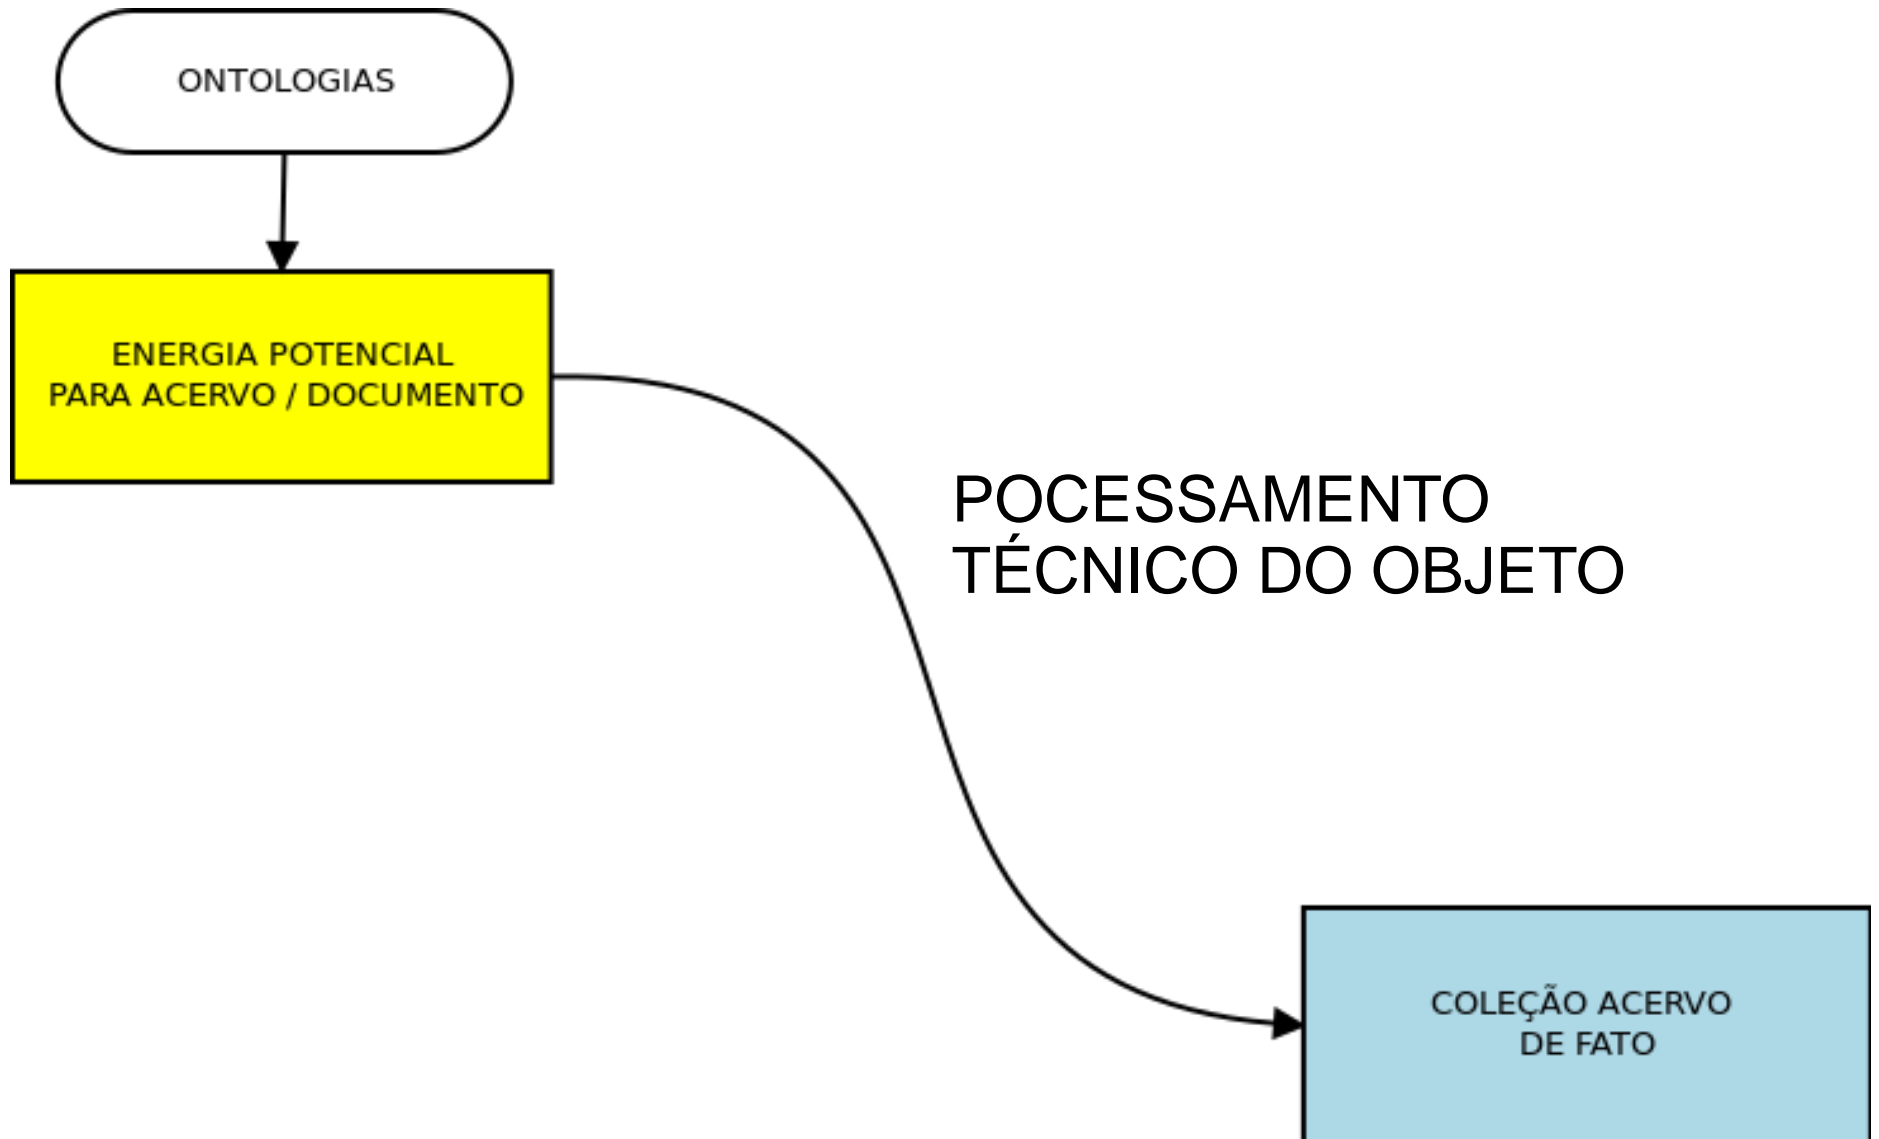 ONTOLOGIAS
ENERGIA POTENCIAL
PARA ACERVO / DOCUMENTO
POCESSAMENTO
TÉCNICO DO OBJETO
COLEÇÃO ACERVO
DE FATO